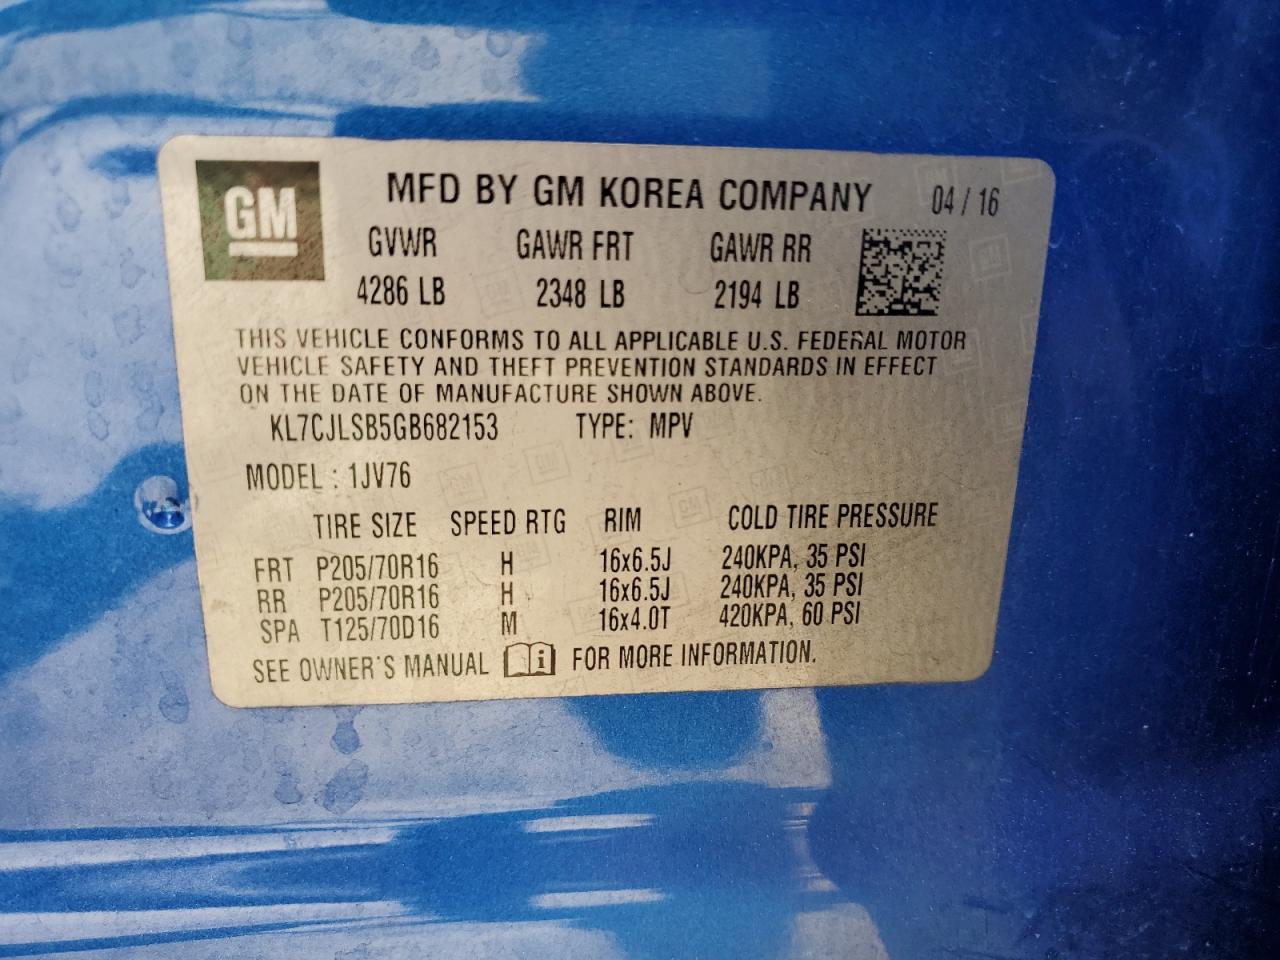 GM
MFD BY GM KOREA COMPANY 04/16
GVWR GAWR FRT GAWR RR
4286 LB 2348 LB 2194 LB
THIS VEHICLE CONFORMS TO ALL APPLICABLE U.S. FEDERAL MOTOR
VEHICLE SAFETY AND THEFT PREVENTION STANDARDS IN EFFECT
ON THE DATE OF MANUFACTURE SHOWN ABOVE.
KL7CJLSB5GB682153 TYPE: MPV
MODEL : 1JV76
TIRE SIZE SPEED RTG RIM COLD TIRE PRESSURE
FRT P205/70R16 H 16x6.5J 240KPA, 35 PSI
RR P205/70R16 H 16x6.5J 240KPA, 35 PSI
SPA T125/70D16 M 16x4.0T 420KPA, 60 PSI
SEE OWNER'S MANUAL i FOR MORE INFORMATION.